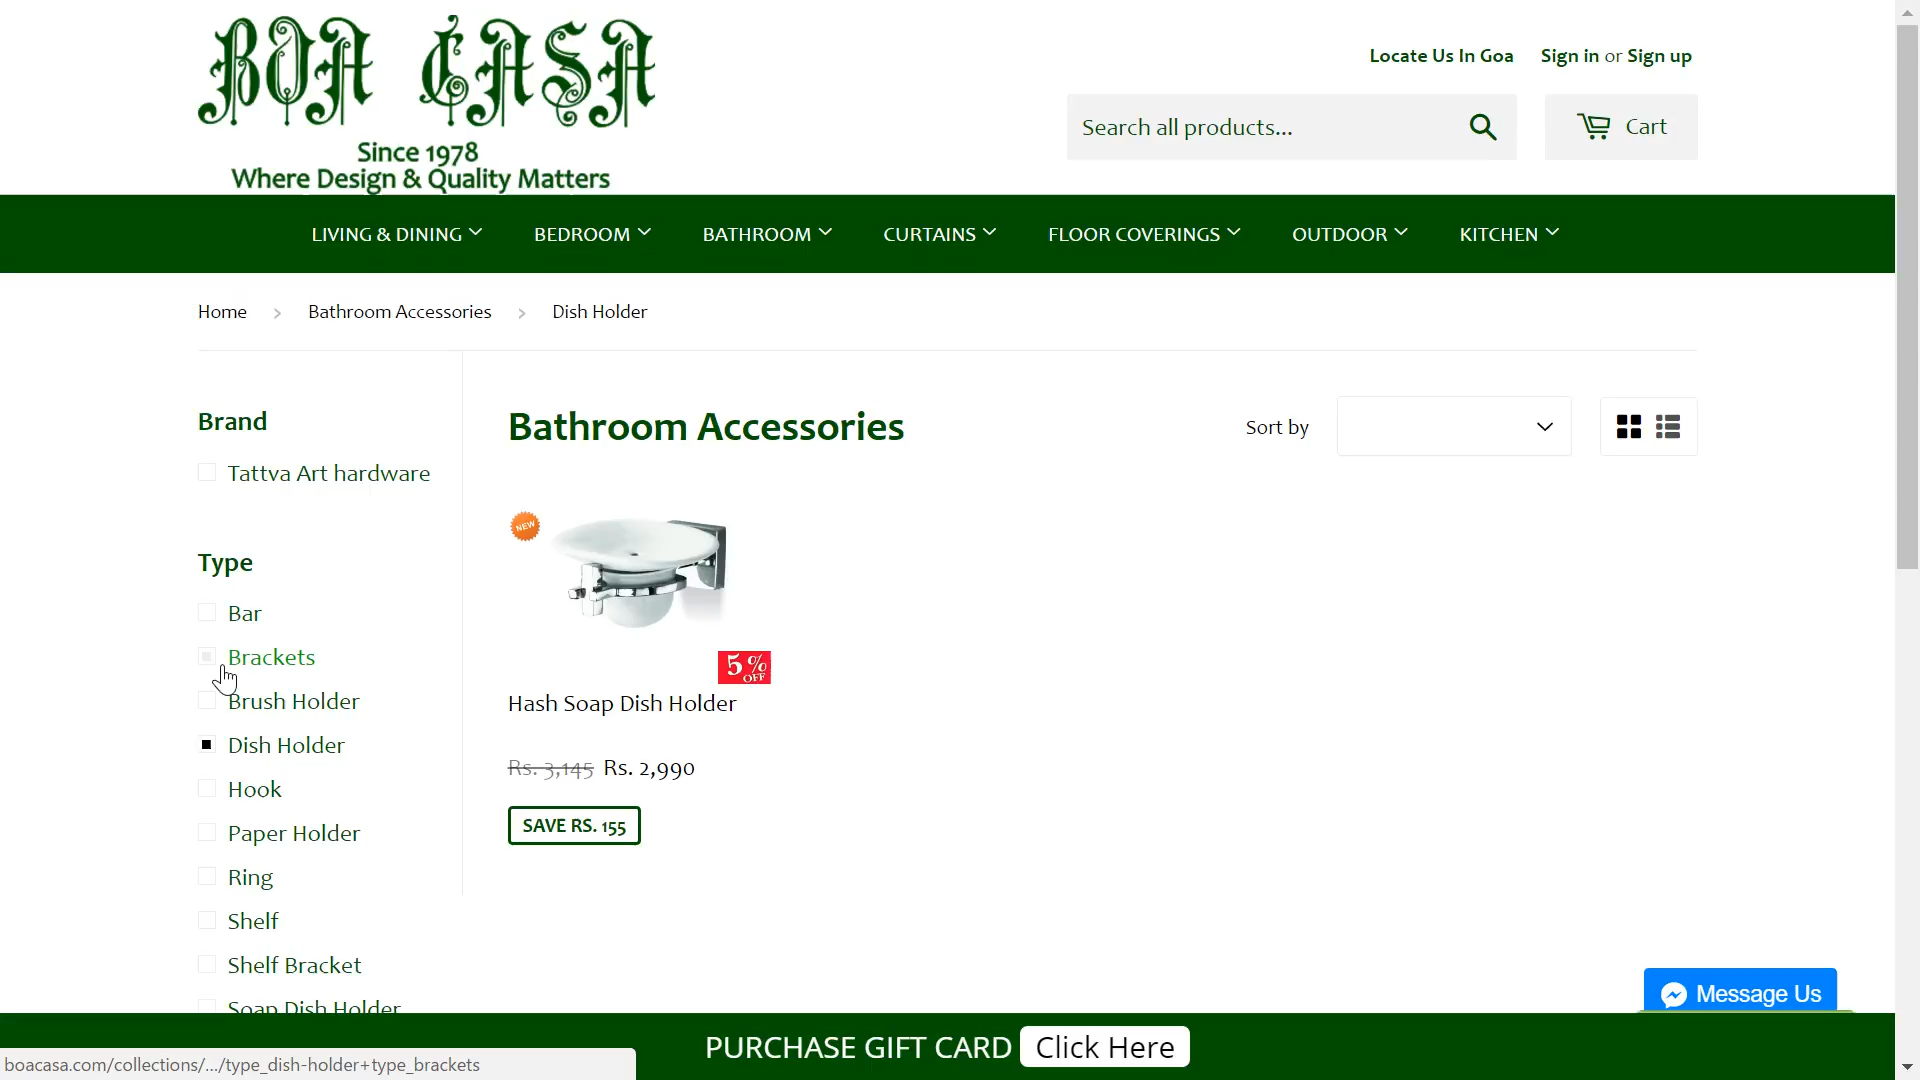 BOA CASA
Since 1978
Where Design & Quality Matters
Locate Us In Goa
Sign in or Sign up
Search all products...
Cart
LIVING & DINING
BEDROOM
BATHROOM
CURTAINS
FLOOR COVERINGS
OUTDOOR
KITCHEN
Home > Bathroom Accessories > Dish Holder
Brand
Tattva Art hardware
Type
Bar
Brackets
Brush Holder
Dish Holder
Hook
Paper Holder
Ring
Shelf
Shelf Bracket
Soap Dish Holder
Bathroom Accessories
Sort by
NEW
5% OFF
Hash Soap Dish Holder
Rs. 3,145 Rs. 2,990
SAVE RS. 155
Message Us
PURCHASE GIFT CARD Click Here
boacasa.com/collections/.../type_dish-holder+type_brackets